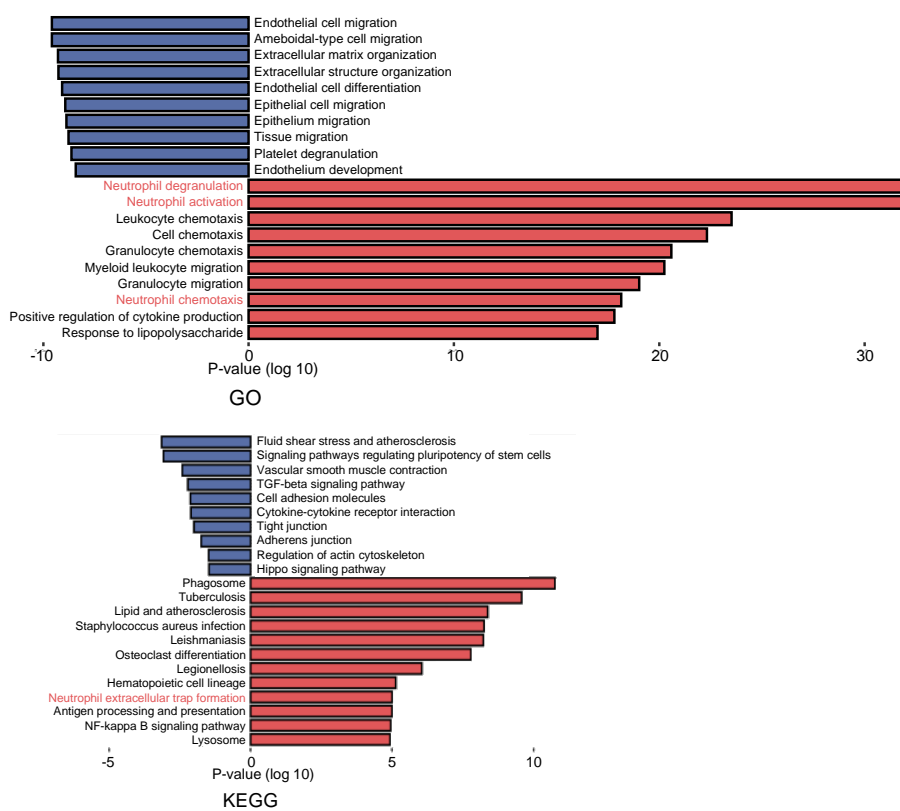 Endothelial cell migration
Ameboidal-type cell migration
Extracellular matrix organization
Extracellular structure organization
Endothelial cell differentiation
Epithelial cell migration
Epithelium migration
Tissue migration
Platelet degranulation
Endothelium development
Neutrophil degranulation
Neutrophil activation
Leukocyte chemotaxis
Cell chemotaxis
Granulocyte chemotaxis
Myeloid leukocyte migration
Granulocyte migration
Neutrophil chemotaxis
Positive regulation of cytokine production
Response to lipopolysaccharide
-10 0 10 20 30
P-value (log 10)
GO
Fluid shear stress and atherosclerosis
Signaling pathways regulating pluripotency of stem cells
Vascular smooth muscle contraction
TGF-beta signaling pathway
Cell adhesion molecules
Cytokine-cytokine receptor interaction
Tight junction
Adherens junction
Regulation of actin cytoskeleton
Hippo signaling pathway
Phagosome
Tuberculosis
Lipid and atherosclerosis
Staphylococcus aureus infection
Leishmaniasis
Osteoclast differentiation
Legionellosis
Hematopoietic cell lineage
Neutrophil extracellular trap formation
Antigen processing and presentation
NF-kappa B signaling pathway
Lysosome
-5 0 5 10
P-value (log 10)
KEGG